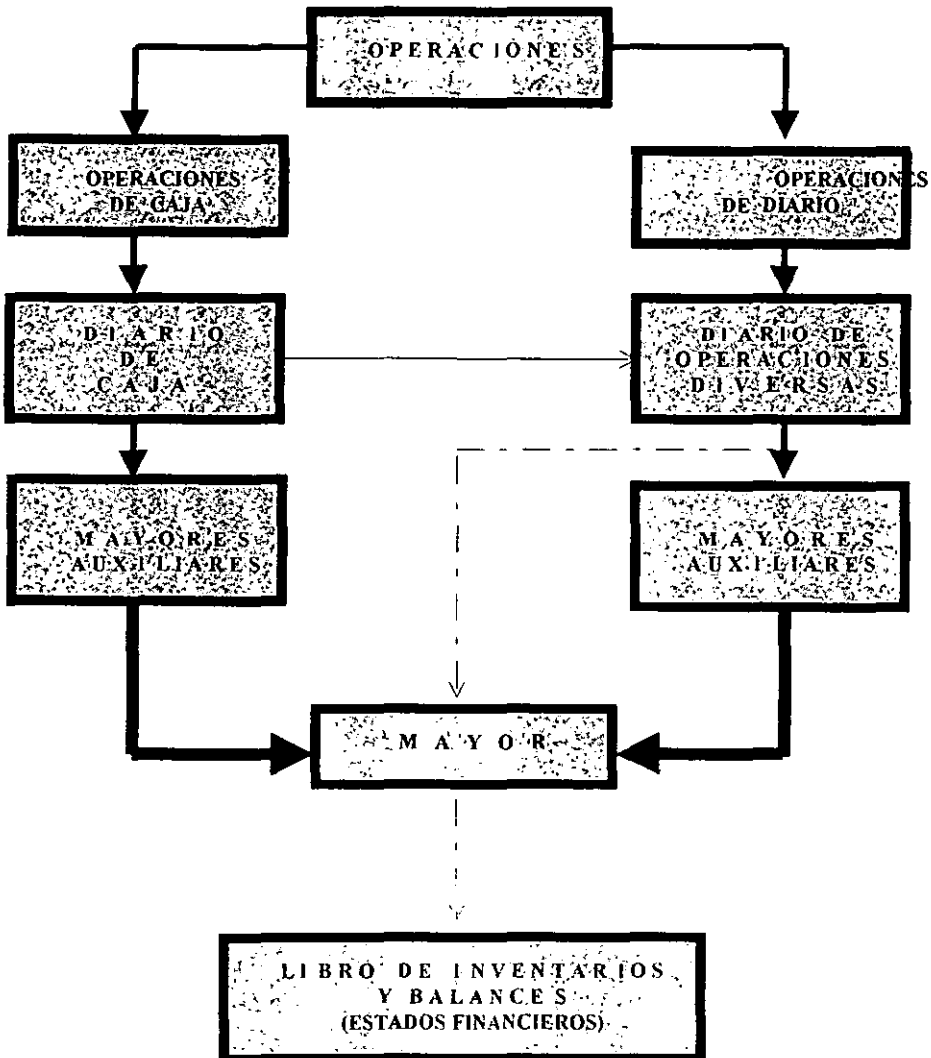 OPERACIONES
OPERACIONES
DE CAJA
OPERACIONES
DE DIARIO
DIARIO
DE
CAJA
DIARIO DE
OPERACIONES
DIVERSAS
MAYORES
AUXILIARES
MAYORES
AUXILIARES
MAYOR
LIBRO DE INVENTARIOS
Y BALANCES
(ESTADOS FINANCIEROS)